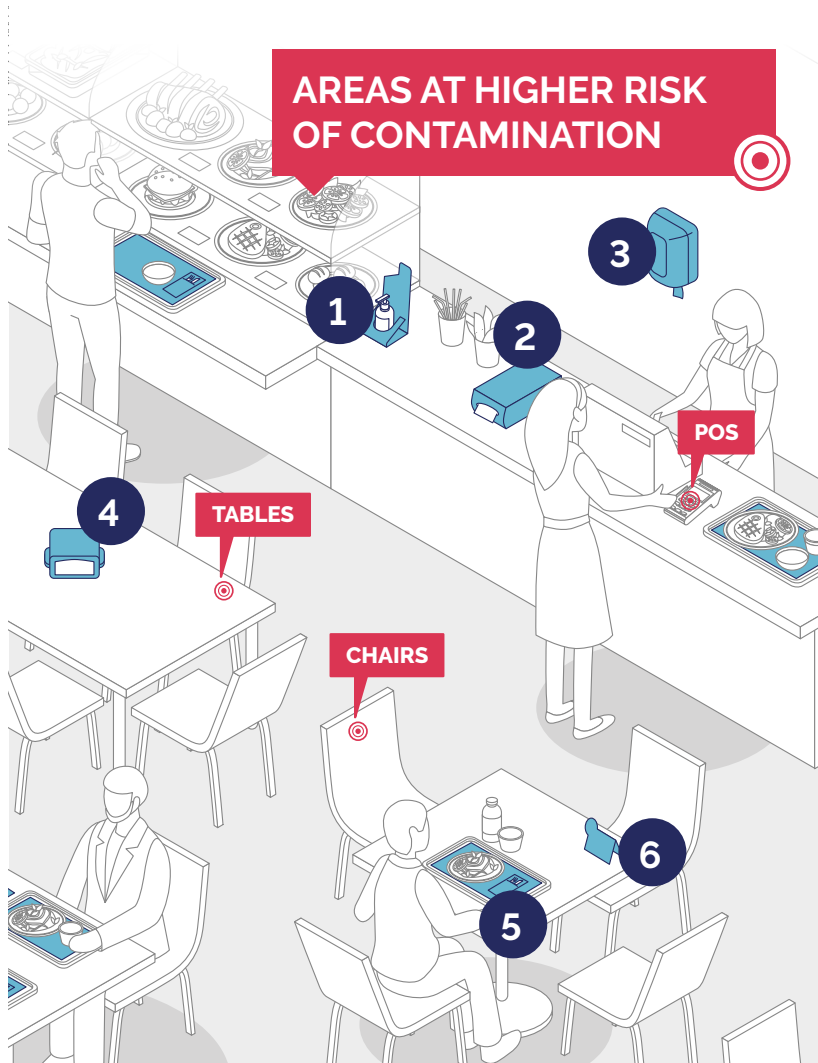 AREAS AT HIGHER RISK
OF CONTAMINATION
3
1
2
POS
4
TABLES
CHAIRS
6
5